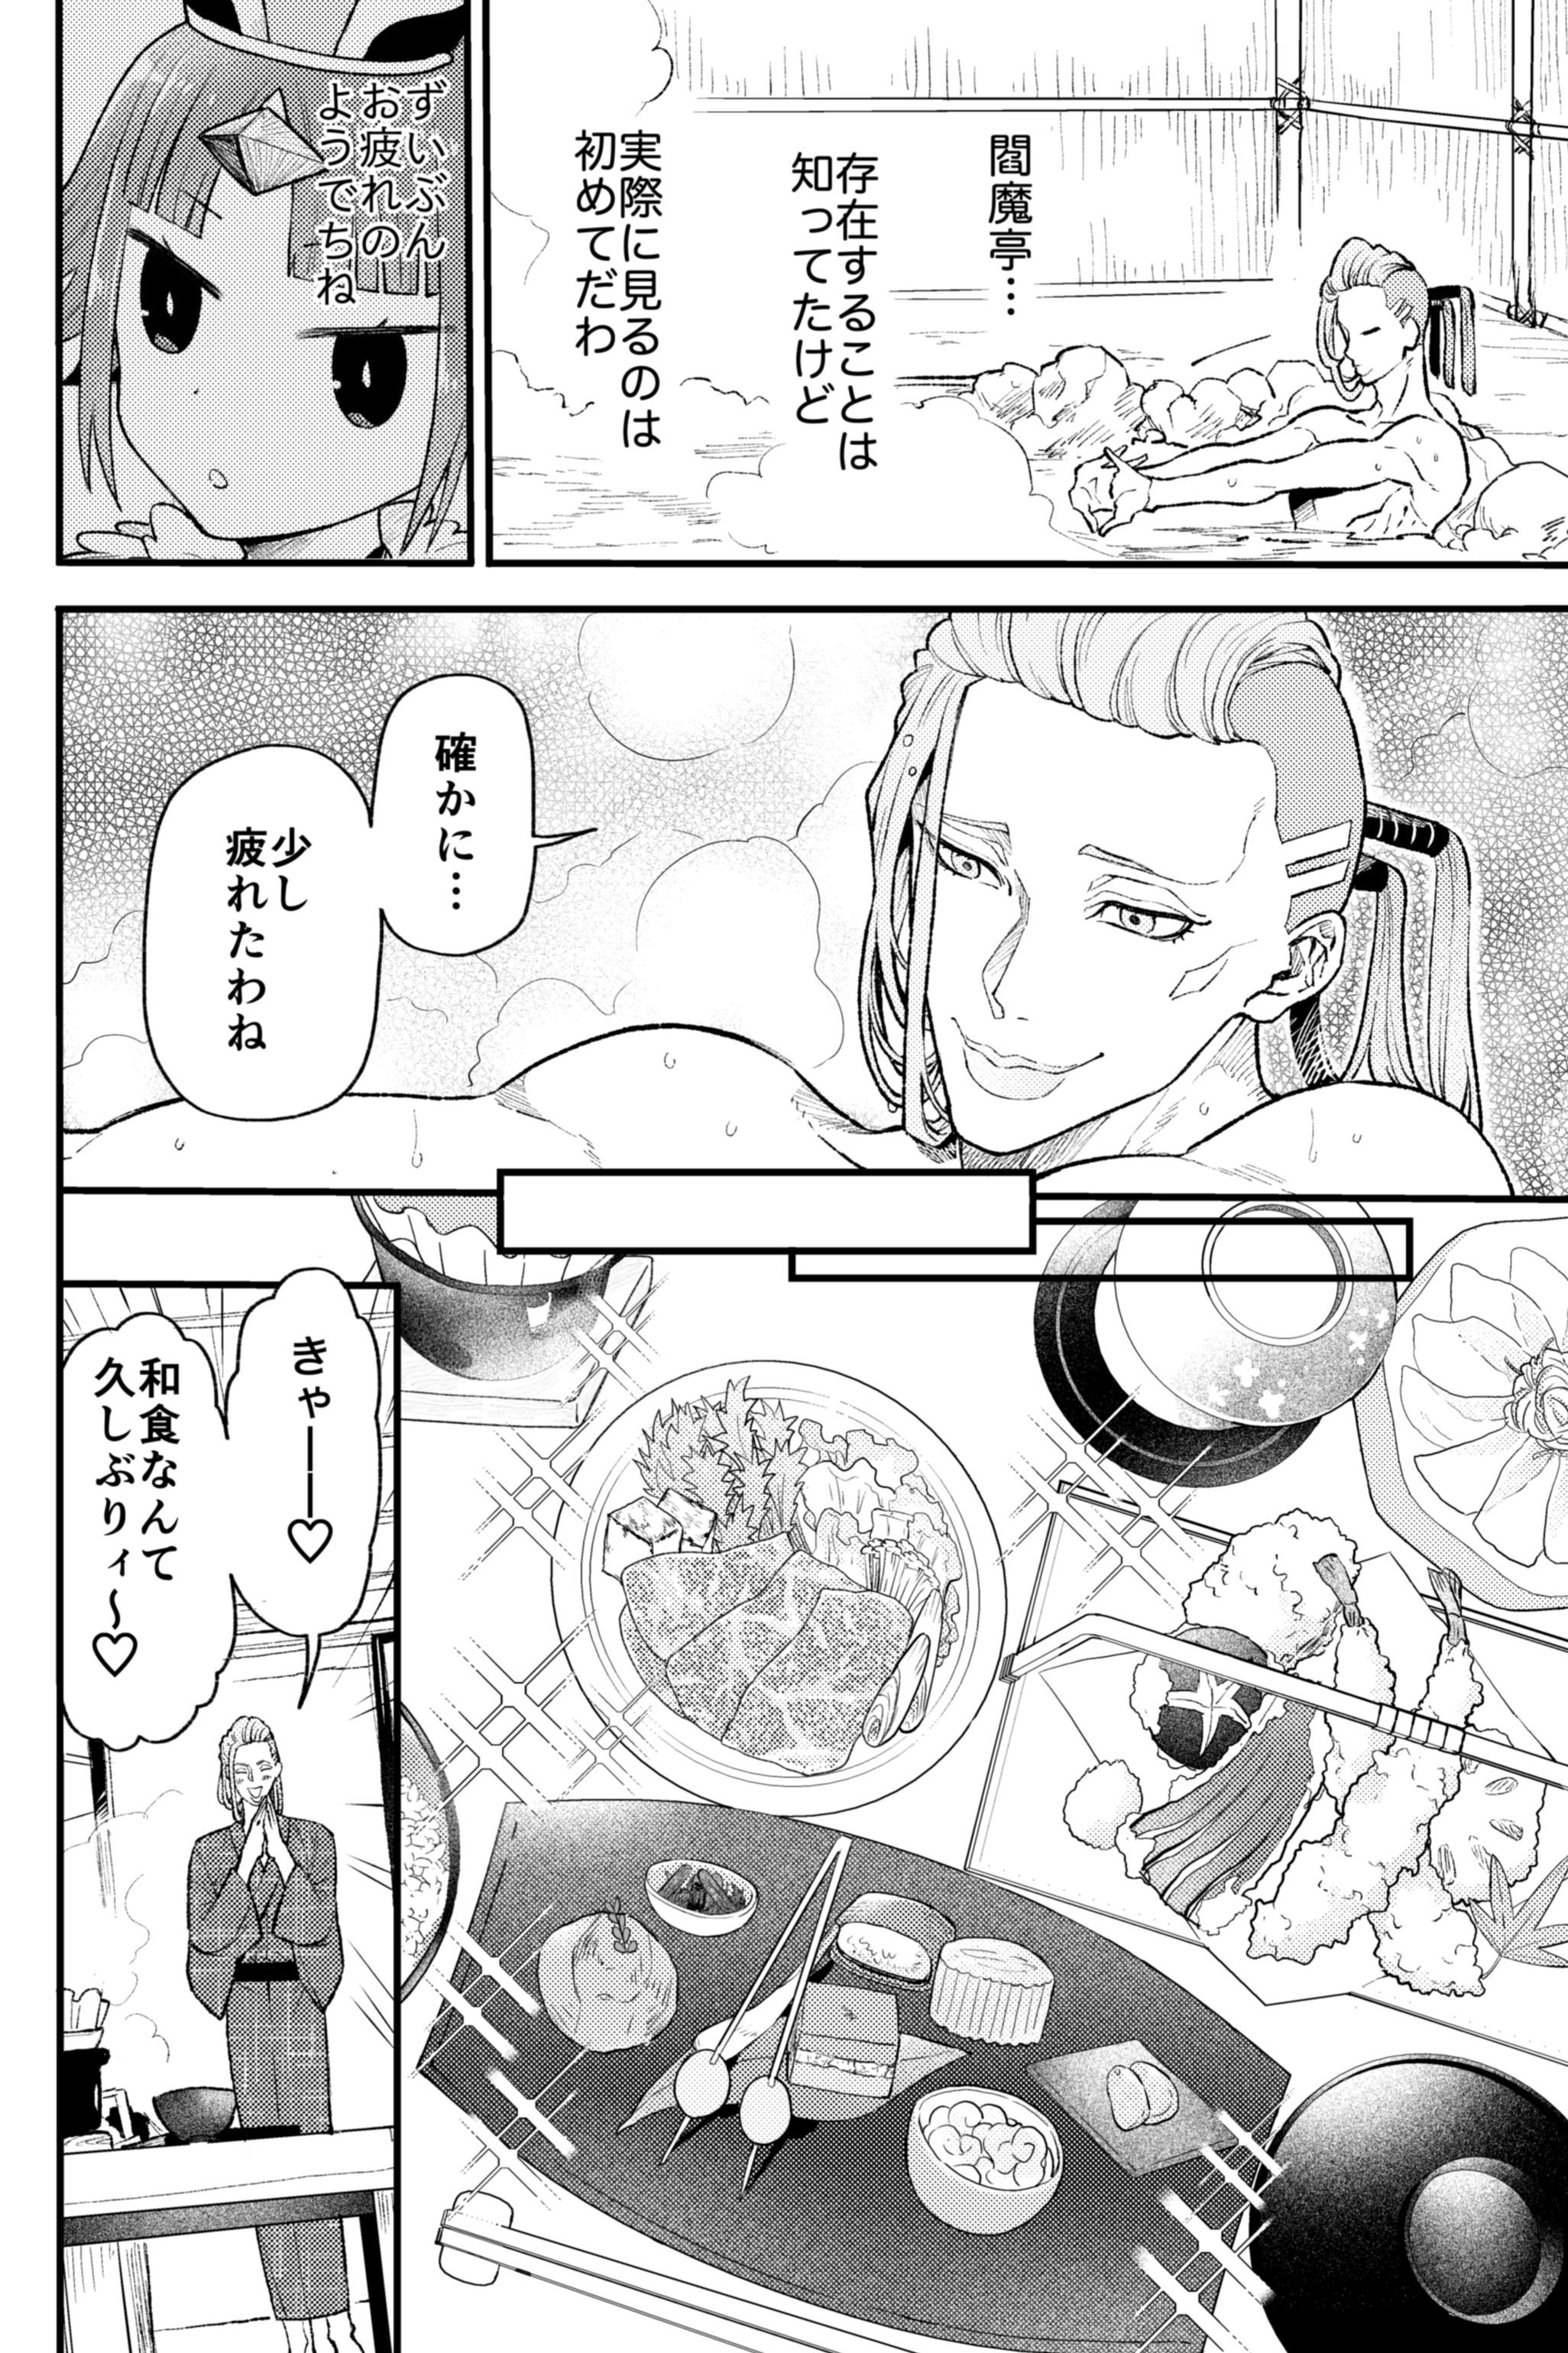 閻魔亭…
存在することは
知ってたけど
実際に見るのは
初めてだわ
ずいぶん
お疲れの
ようでちね
確かに…
少し
疲れたわね
きゃーー♡
和食なんて
久しぶりィ～♡